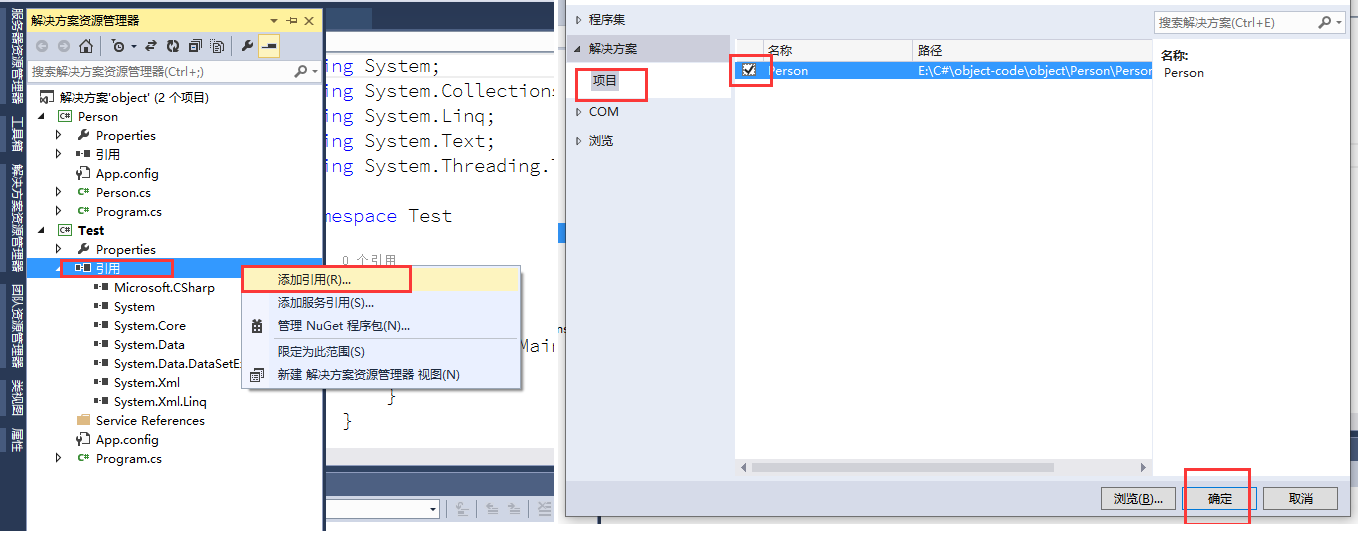 服务器资源管理器
工具箱
解决方案资源管理器
团队资源管理器
类视图
属性
解决方案资源管理器
搜索解决方案资源管理器(Ctrl+;)
解决方案'object' (2 个项目)
Person
Properties
引用
App.config
Person.cs
Program.cs
Test
Properties
引用
Microsoft.CSharp
System
System.Core
System.Data
System.Data.DataSetE
System.Xml
System.Xml.Linq
Service References
App.config
Program.cs
ing System;
ing System.Collections
ing System.Linq;
ing System.Text;
ing System.Threading.
mespace Test
0 个引用
Main
}
}
添加引用(R)...
添加服务引用(S)...
管理 NuGet 程序包(N)...
限定为此范围(S)
新建 解决方案资源管理器 视图(N)
程序集
解决方案
项目
COM
浏览
搜索解决方案(Ctrl+E)
名称 路径
Person E:\C#\object-code\object\Person\Person
名称:
Person
浏览(B)... 确定 取消